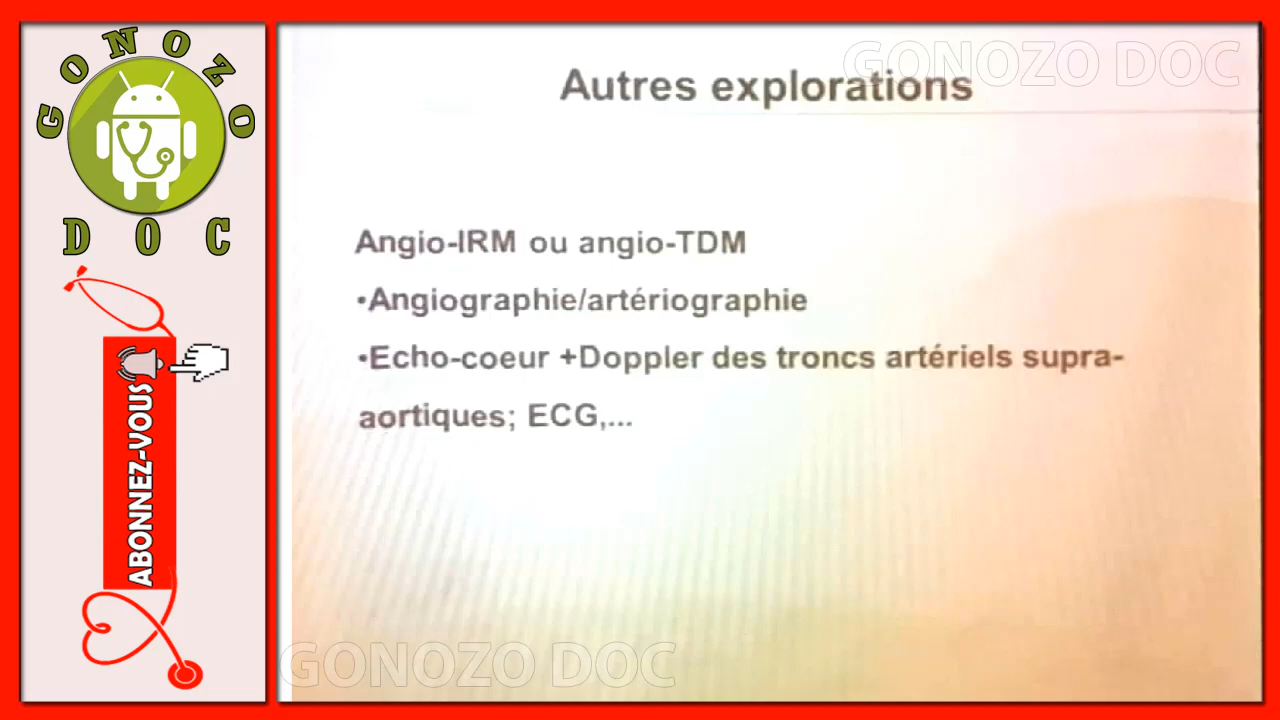 GONOZO
DOC
ABONNEZ-VOUS
GONOZO DOC
Autres explorations
Angio-IRM ou angio-TDM
•Angiographie/artériographie
•Echo-coeur +Doppler des troncs artériels supra-
aortiques; ECG,...
GONOZO DOC